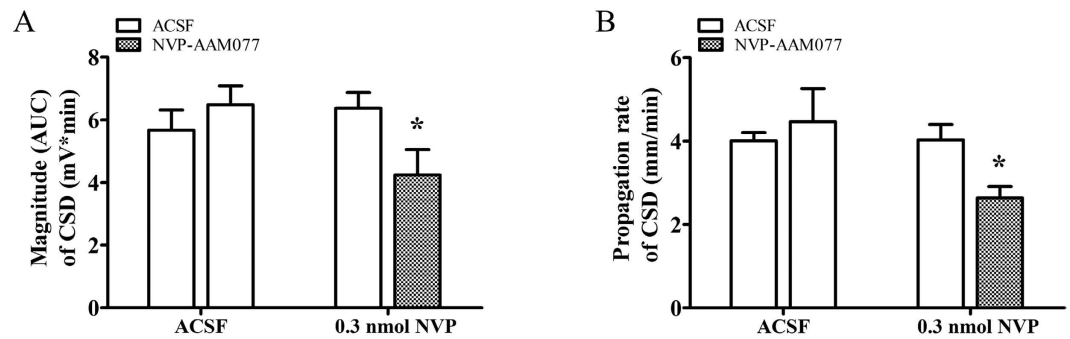 A
ACSF
NVP-AAM077
Magnitude (AUC)
of CSD (mV*min)
8
6
4
2
0
*
ACSF
0.3 nmol NVP
B
ACSF
NVP-AAM077
Propagation rate
of CSD (mm/min)
6
4
2
0
*
ACSF
0.3 nmol NVP